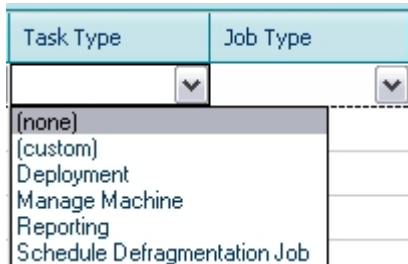 Task Type Job Type
(none)
(custom)
Deployment
Manage Machine
Reporting
Schedule Defragmentation Job